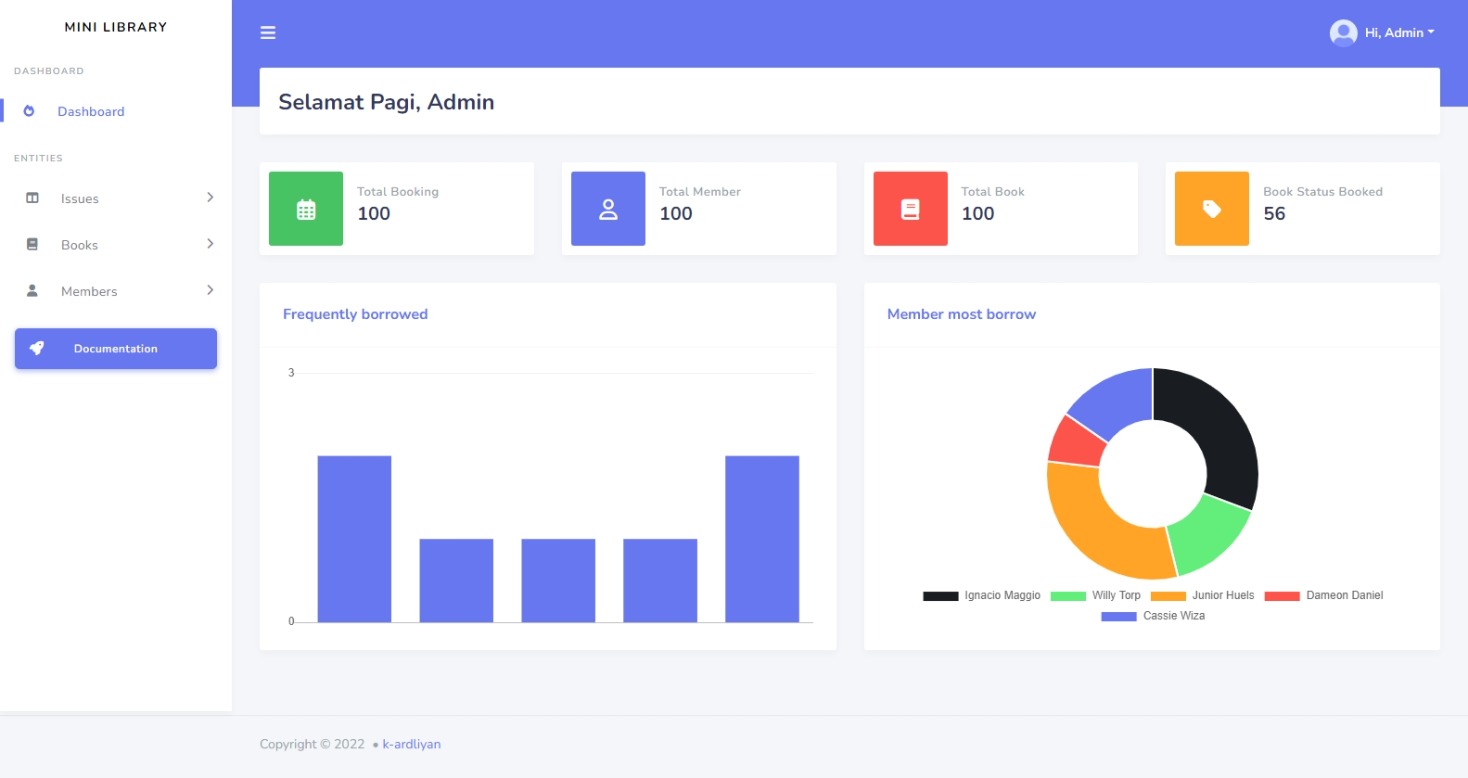 MINI LIBRARY
Hi, Admin
DASHBOARD
Dashboard
ENTITIES
Issues
Books
Members
Documentation
Selamat Pagi, Admin
Total Booking
100
Total Member
100
Total Book
100
Book Status Booked
56
Frequently borrowed
3
0
Member most borrow
Ignacio Maggio Willy Torp Junior Huels Dameon Daniel
Cassie Wiza
Copyright © 2022 • k-ardliyan